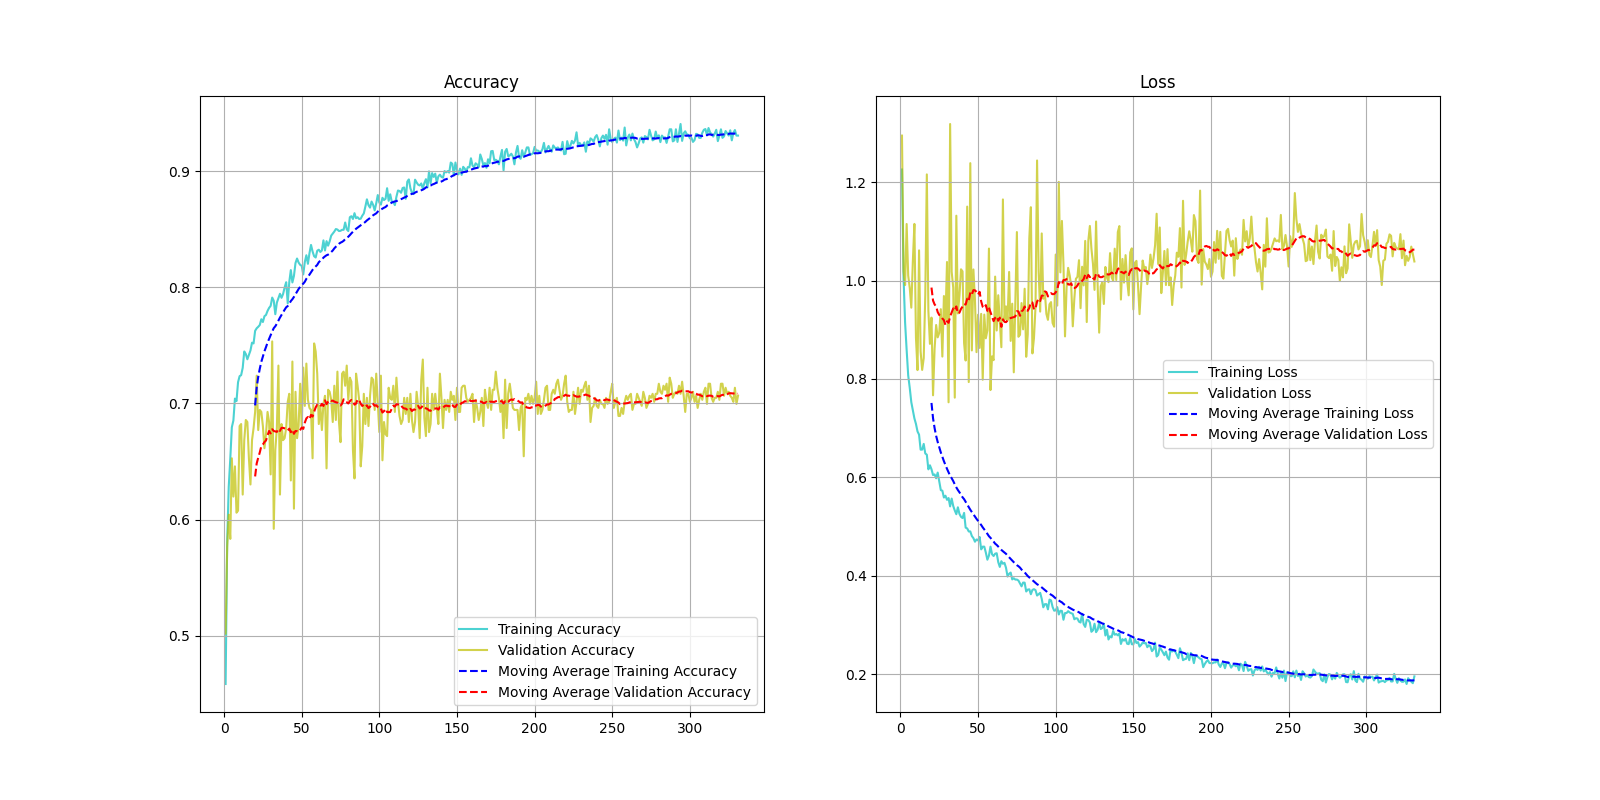 Accuracy
0.9
0.8
0.7
0.6
0.5
0 50 100 150 200 250 300
Training Accuracy
Validation Accuracy
Moving Average Training Accuracy
Moving Average Validation Accuracy
Loss
1.2
1.0
0.8
0.6
0.4
0.2
0 50 100 150 200 250 300
Training Loss
Validation Loss
Moving Average Training Loss
Moving Average Validation Loss